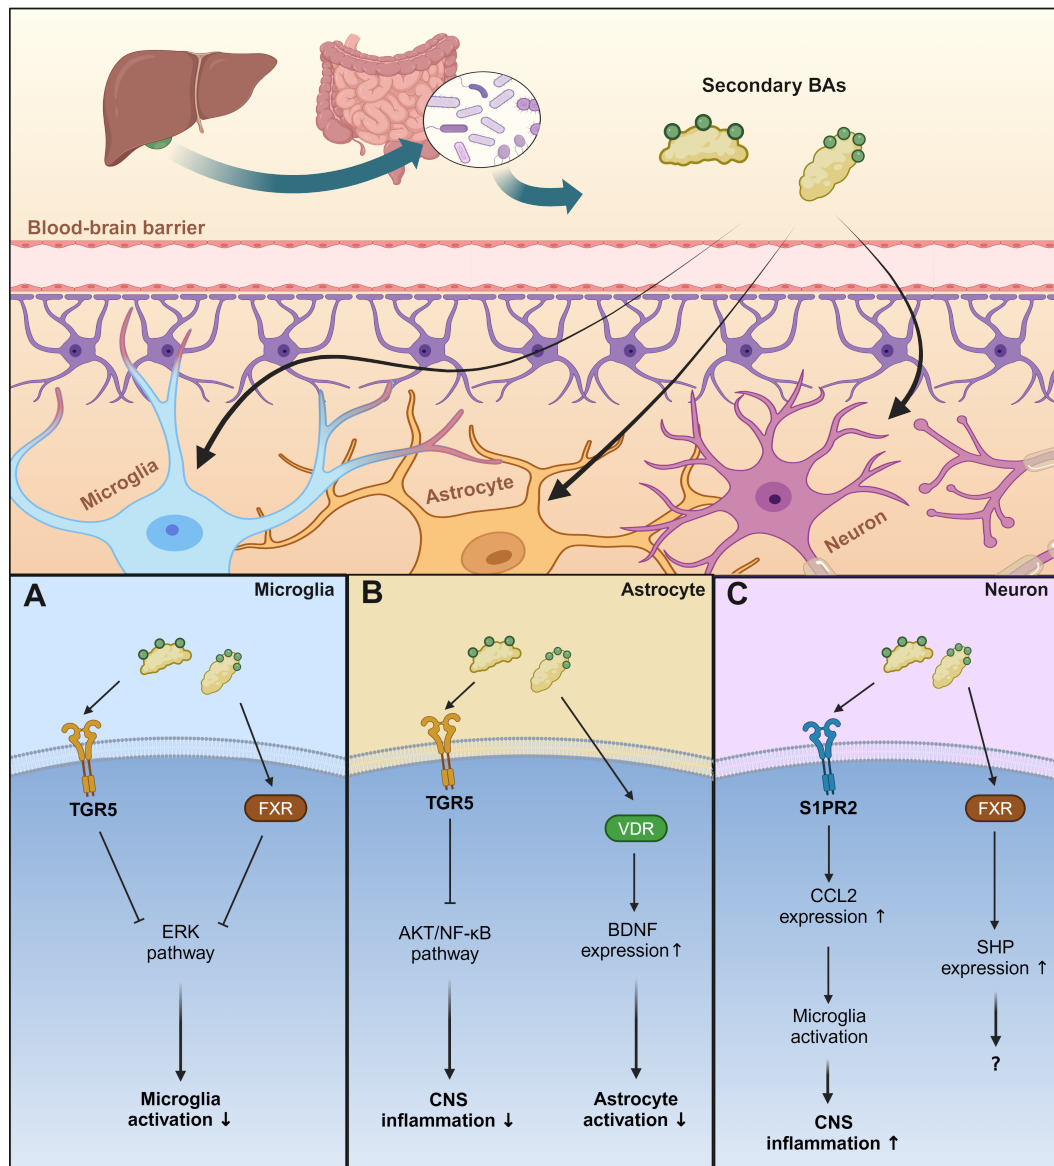 Secondary BAs
Blood-brain barrier
Microglia
Astrocyte
Neuron
A
Microglia
TGR5
FXR
ERK
pathway
Microglia
activation ↓
B
Astrocyte
TGR5
VDR
AKT/NF-κB
pathway
BDNF
expression↑
CNS
inflammation ↓
Astrocyte
activation ↓
C
Neuron
S1PR2
FXR
CCL2
expression ↑
SHP
expression ↑
Microglia
activation
?
CNS
inflammation ↑